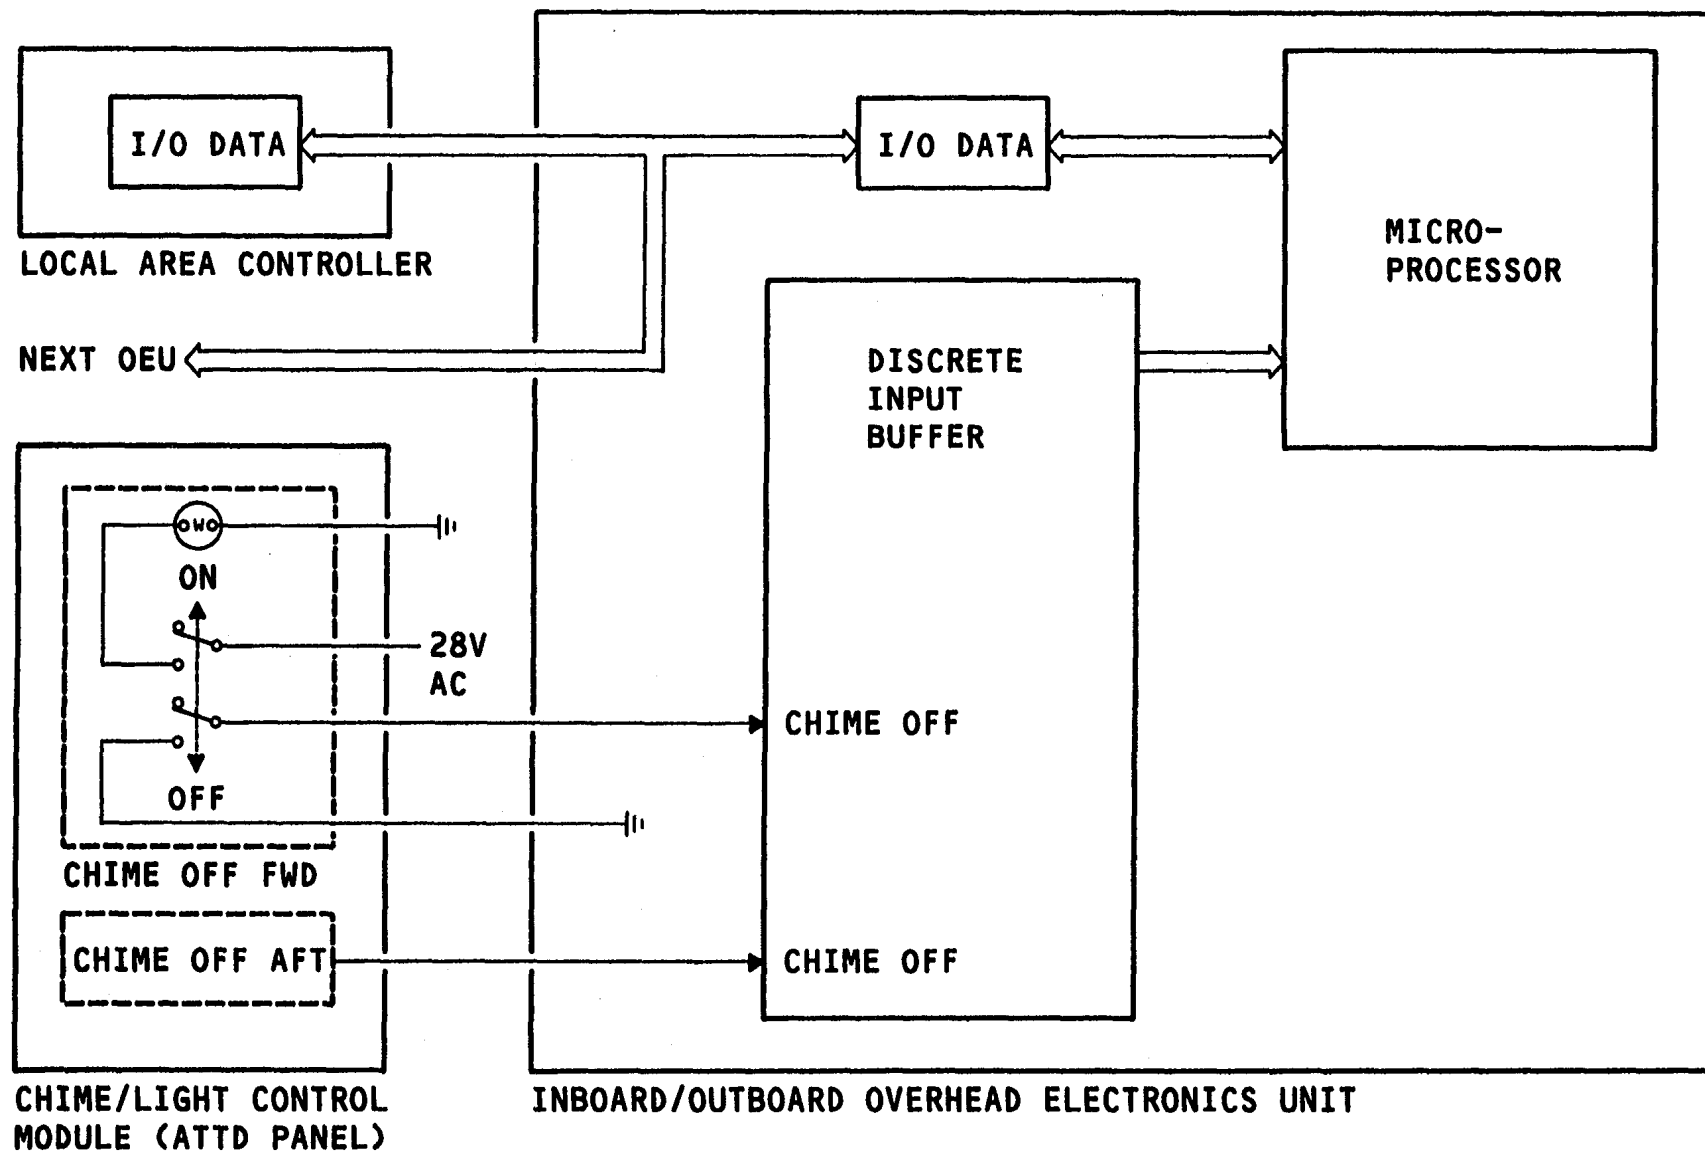 I/O DATA
I/O DATA
MICRO-
PROCESSOR
LOCAL AREA CONTROLLER
NEXT OEU
DISCRETE
INPUT
BUFFER
W
ON
28V
AC
CHIME OFF
OFF
CHIME OFF FWD
CHIME OFF AFT
CHIME OFF
CHIME/LIGHT CONTROL
MODULE (ATTD PANEL)
INBOARD/OUTBOARD OVERHEAD ELECTRONICS UNIT